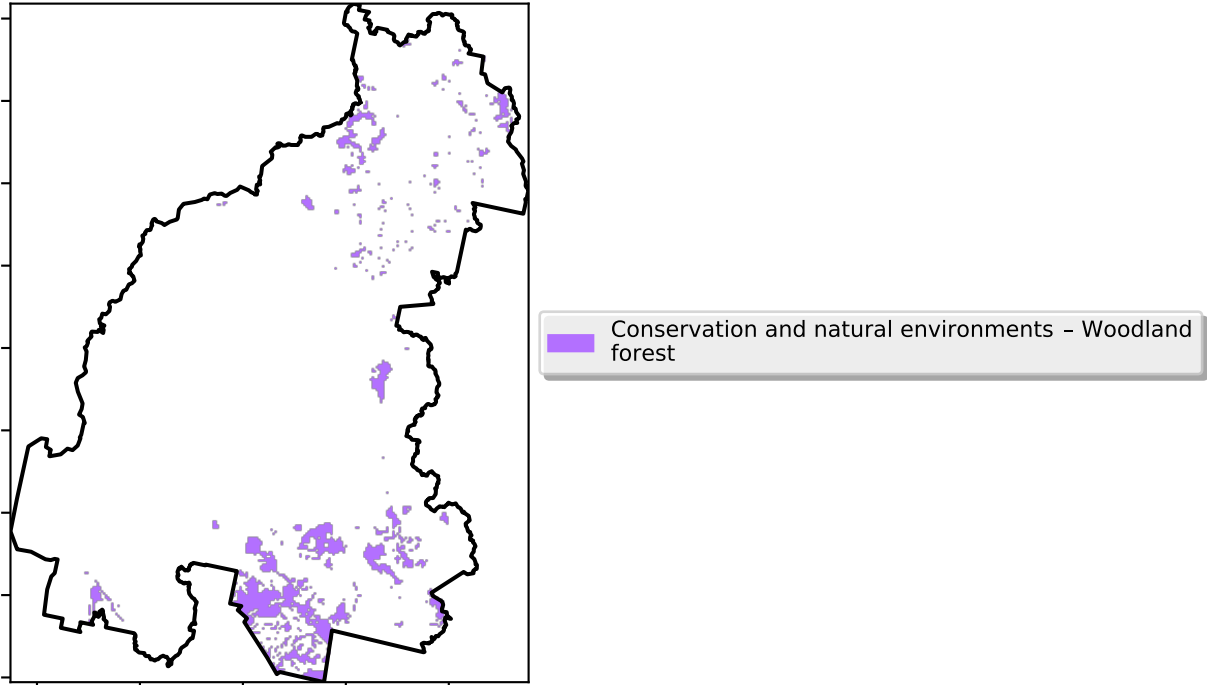 Conservation and natural environments – Woodland
forest